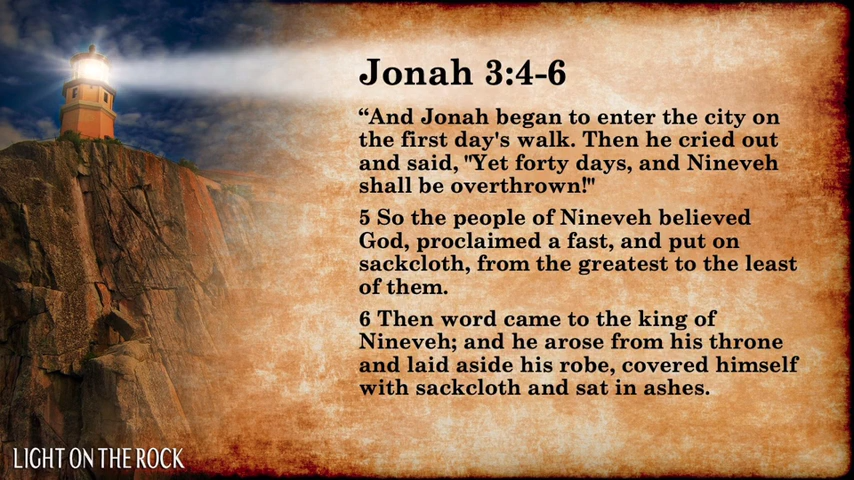 Jonah 3:4-6
“And Jonah began to enter the city on
the first day's walk. Then he cried out
and said, "Yet forty days, and Nineveh
shall be overthrown!"
5 So the people of Nineveh believed
God, proclaimed a fast, and put on
sackcloth, from the greatest to the least
of them.
6 Then word came to the king of
Nineveh; and he arose from his throne
and laid aside his robe, covered himself
with sackcloth and sat in ashes.
LIGHT ON THE ROCK